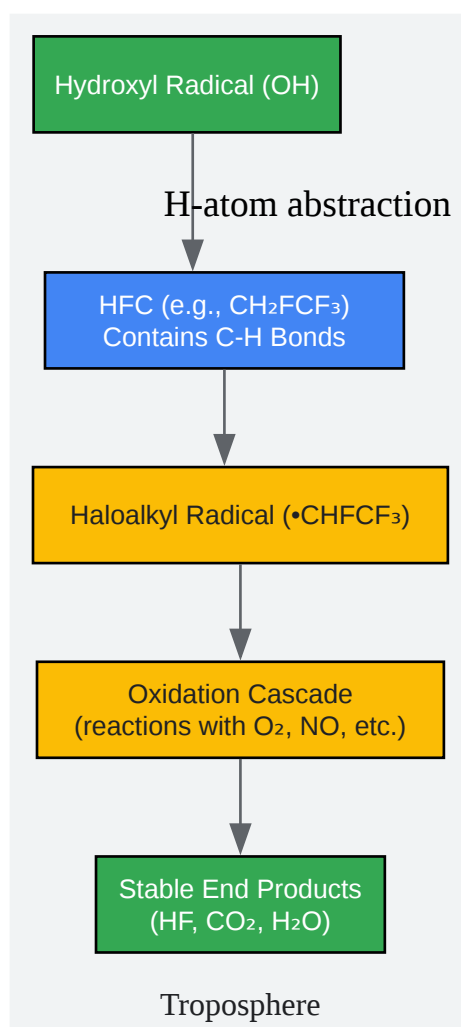 Hydroxyl Radical (OH)
H-atom abstraction
HFC (e.g., CH₂FCF₃)
Contains C-H Bonds
Haloalkyl Radical (•CHFCF₃)
Oxidation Cascade
(reactions with O₂, NO, etc.)
Stable End Products
(HF, CO₂, H₂O)
Troposphere